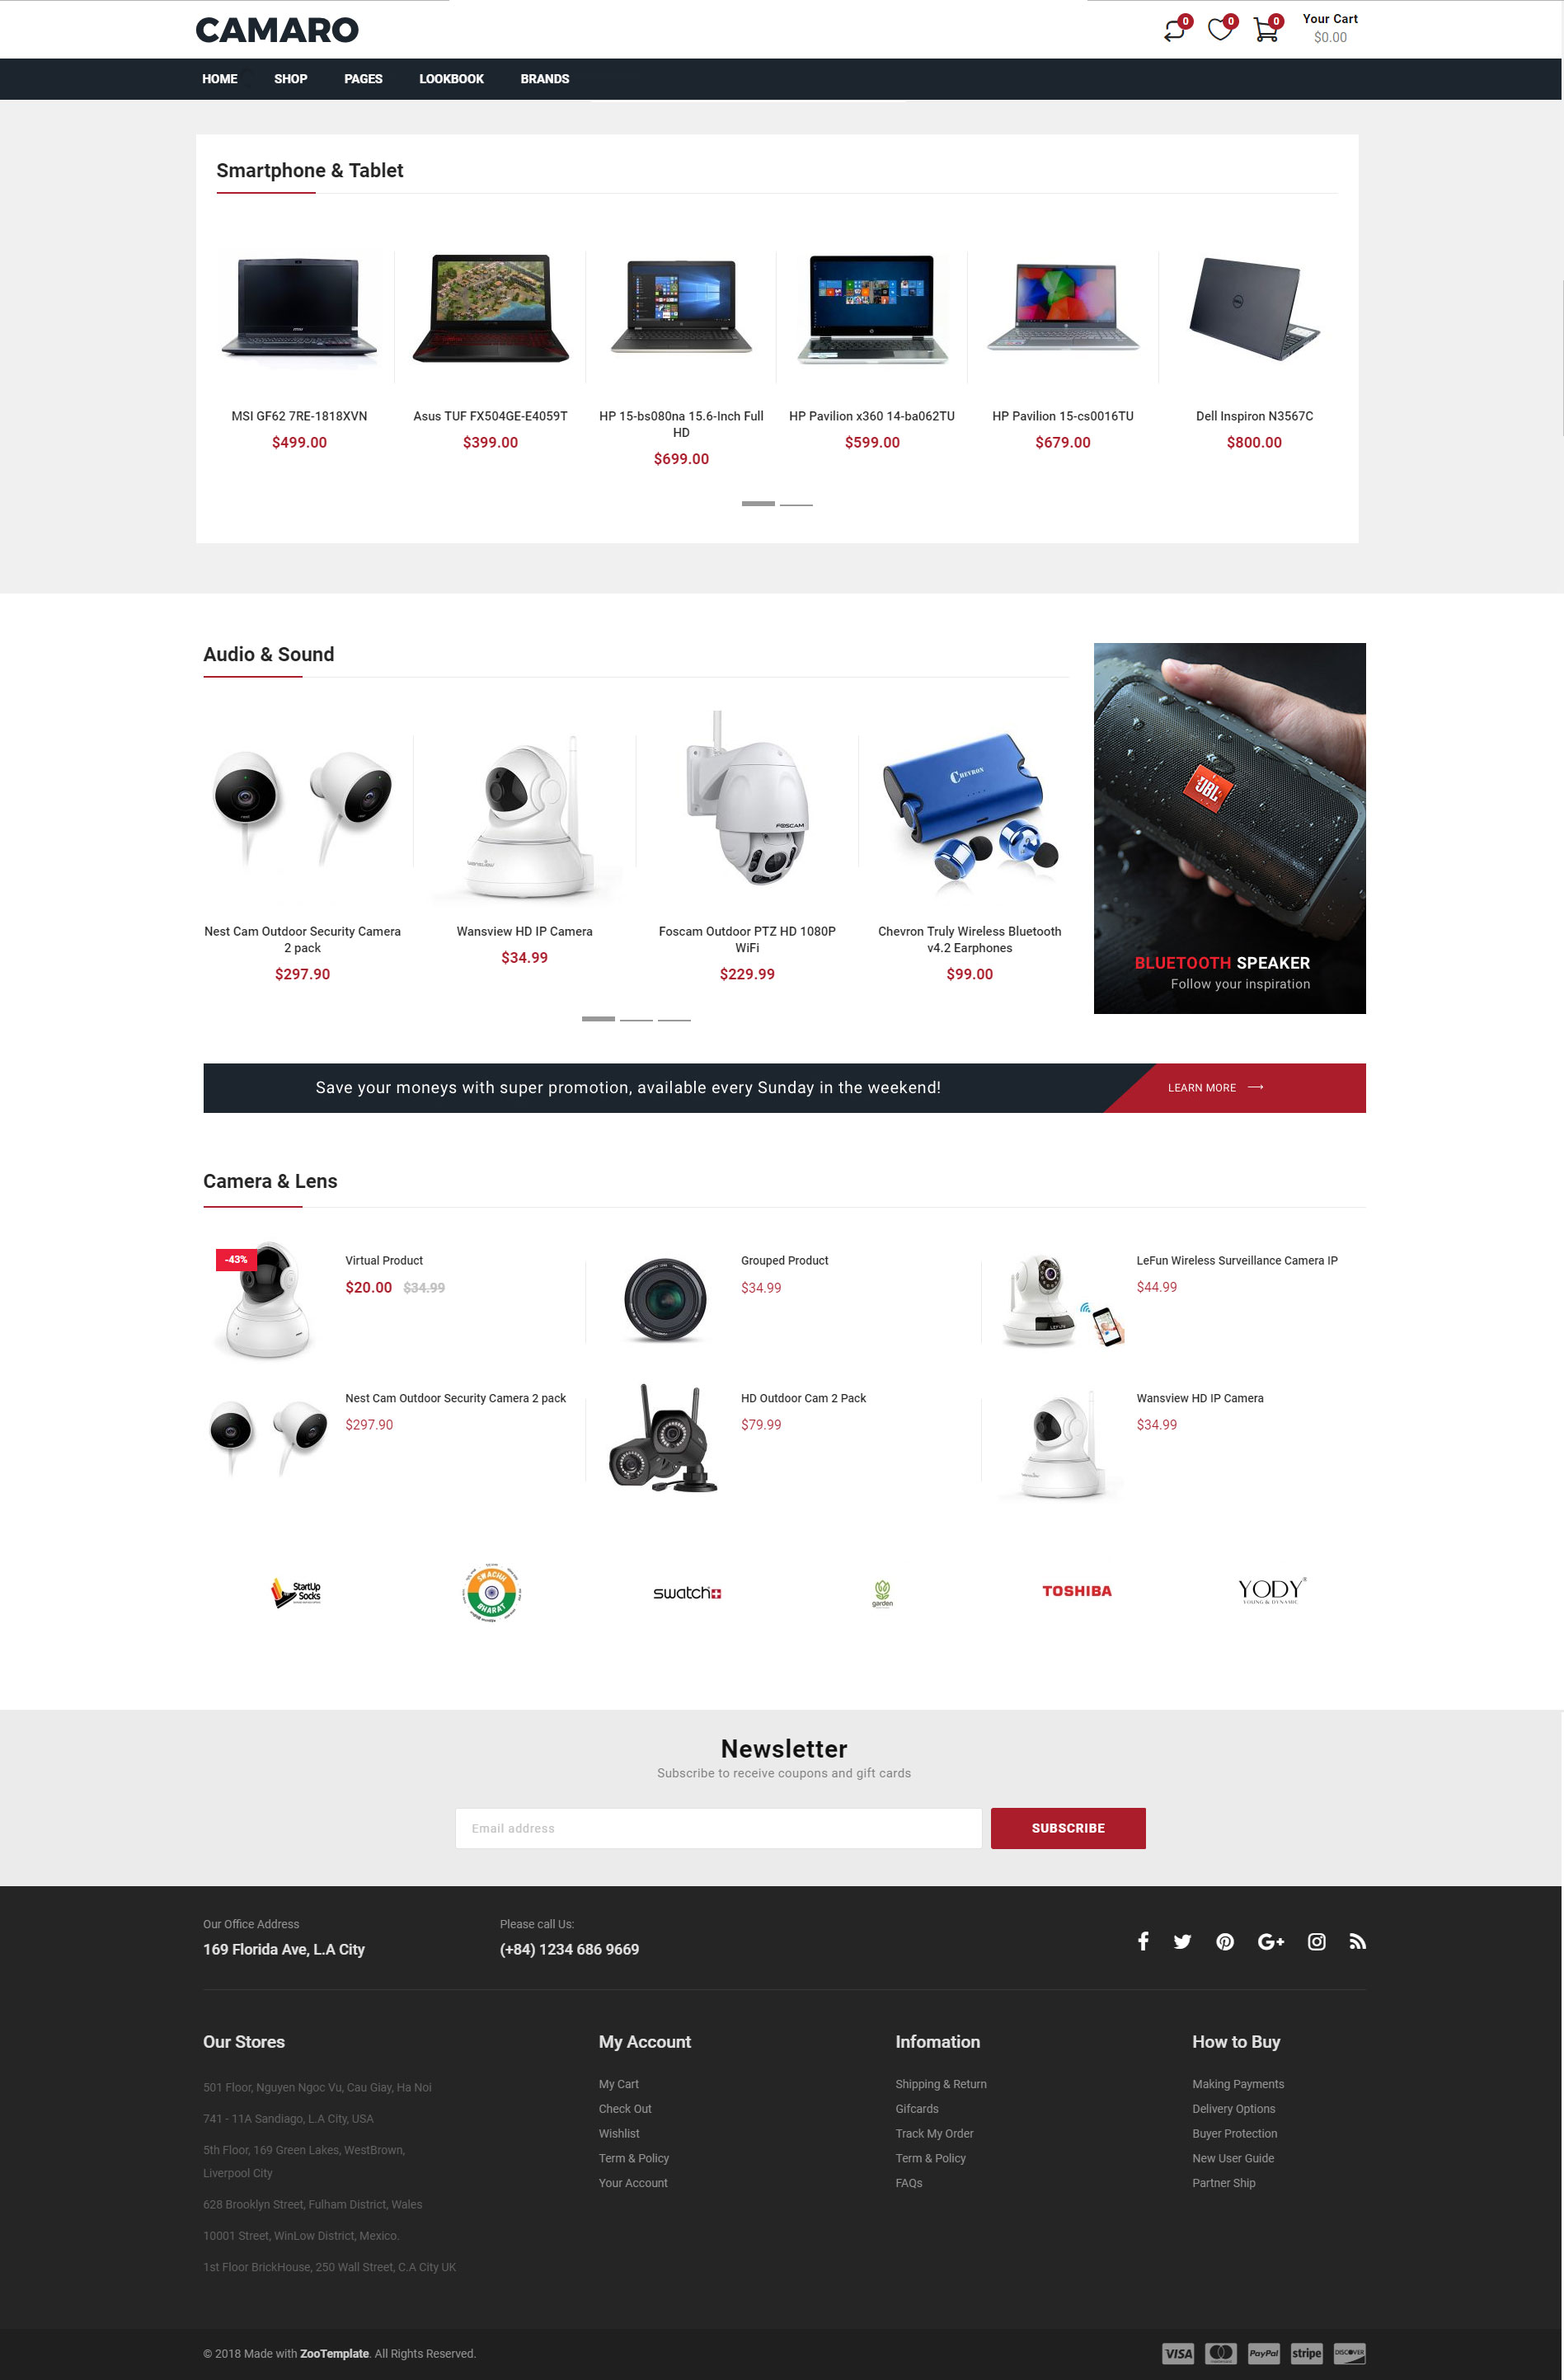 CAMARO
0
0
0
Your Cart
$0.00
HOME
SHOP
PAGES
LOOKBOOK
BRANDS
Smartphone & Tablet
MSI GF62 7RE-1818XVN
$499.00
Asus TUF FX504GE-E4059T
$399.00
HP 15-bs080na 15.6-Inch Full
HD
$699.00
HP Pavilion x360 14-ba062TU
$599.00
HP Pavilion 15-cs0016TU
$679.00
Dell Inspiron N3567C
$800.00
Audio & Sound
FOSCAM
CHEVRON
Nest Cam Outdoor Security Camera
2 pack
$297.90
Wansview HD IP Camera
$34.99
Foscam Outdoor PTZ HD 1080P
WiFi
$229.99
Chevron Truly Wireless Bluetooth
v4.2 Earphones
$99.00
JBL
BLUETOOTH SPEAKER
Follow your inspiration
Save your moneys with super promotion, available every Sunday in the weekend!
LEARN MORE
Camera & Lens
-43%
Virtual Product
$20.00 $34.99
Grouped Product
$34.99
LeFun Wireless Surveillance Camera IP
$44.99
Nest Cam Outdoor Security Camera 2 pack
$297.90
HD Outdoor Cam 2 Pack
$79.99
Wansview HD IP Camera
$34.99
StartUp
Socks
SWACHH
BHARAT
swatch
garden
TOSHIBA
YODY
YOUNG & DYNAMIC
Newsletter
Subscribe to receive coupons and gift cards
Email address
SUBSCRIBE
Our Office Address
169 Florida Ave, L.A City
Please call Us:
(+84) 1234 686 9669
Our Stores
501 Floor, Nguyen Ngoc Vu, Cau Giay, Ha Noi
741 - 11A Sandiago, L.A City, USA
5th Floor, 169 Green Lakes, WestBrown,
Liverpool City
628 Brooklyn Street, Fulham District, Wales
10001 Street, WinLow District, Mexico.
1st Floor BrickHouse, 250 Wall Street, C.A City UK
My Account
My Cart
Check Out
Wishlist
Term & Policy
Your Account
Infomation
Shipping & Return
Gifcards
Track My Order
Term & Policy
FAQs
How to Buy
Making Payments
Delivery Options
Buyer Protection
New User Guide
Partner Ship
© 2018 Made with ZooTemplate. All Rights Reserved.
VISA
PayPal
stripe
DISCOVER